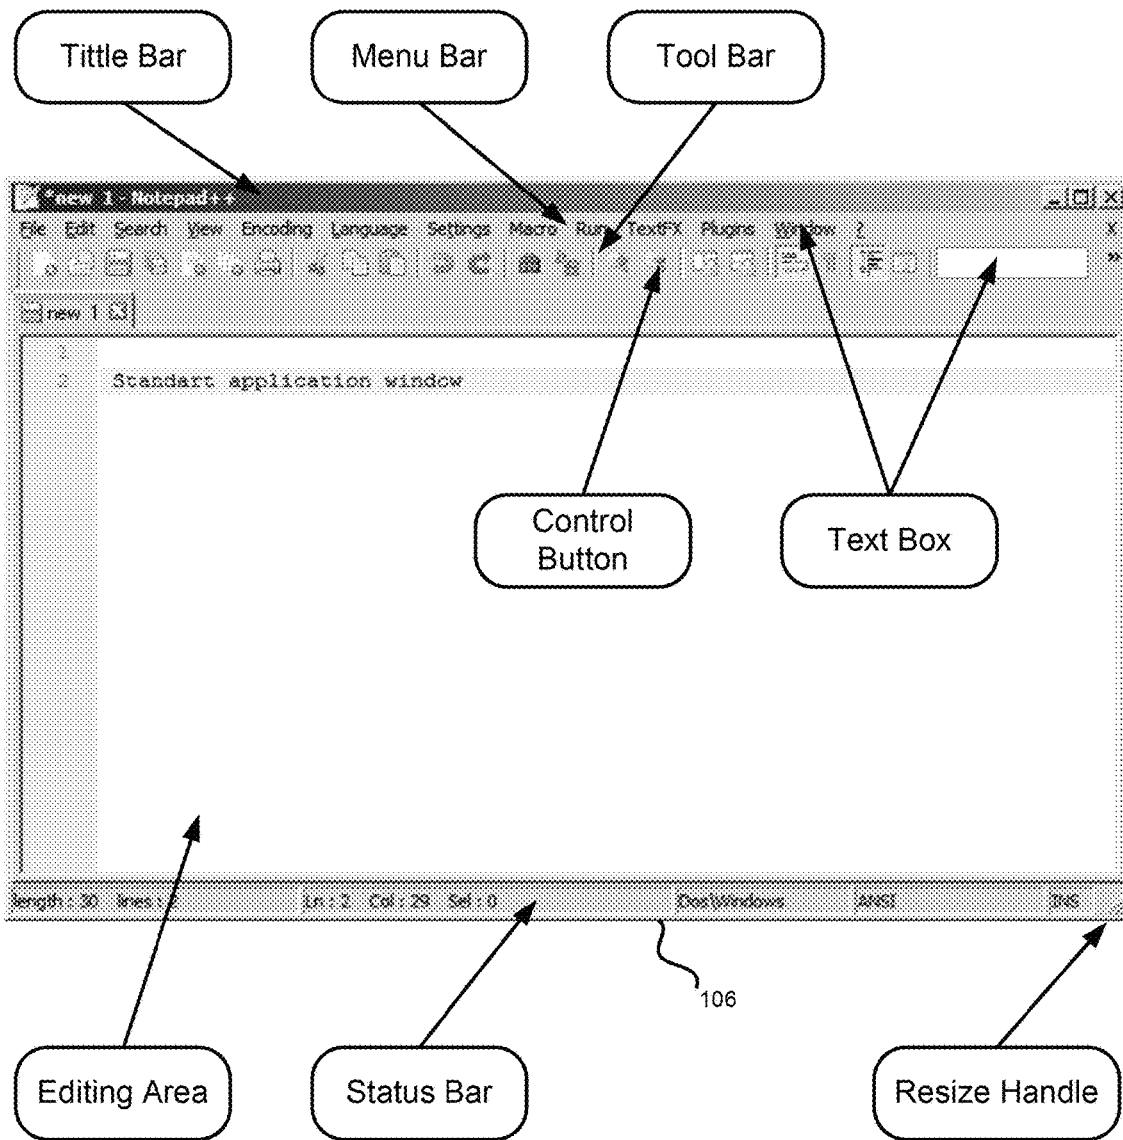 Tittle Bar
Menu Bar
Tool Bar
*new 1 - Notepad++
File Edit Search View Encoding Language Settings Macro Run TextFX Plugins Window ? X
»
new 1
1
2 Standart application window
Control
Button
Text Box
length : 30 lines :
Ln : 2 Col : 29 Sel : 0
Dos\Windows
ANSI
INS
106
Editing Area
Status Bar
Resize Handle